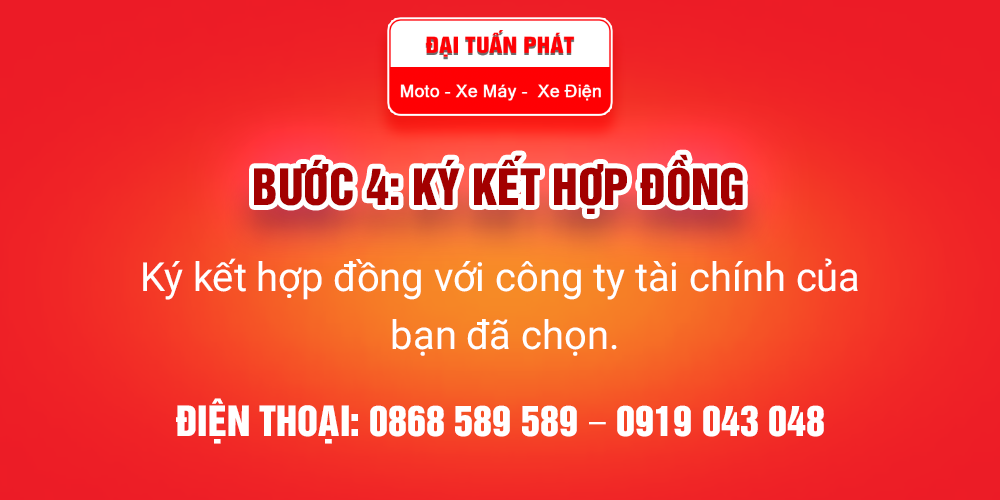 ĐẠI TUẤN PHÁT
Moto - Xe Máy - Xe Điện
BƯỚC 4: KÝ KẾT HỢP ĐỒNG
Ký kết hợp đồng với công ty tài chính của
bạn đã chọn.
ĐIỆN THOẠI: 0868 589 589 – 0919 043 048